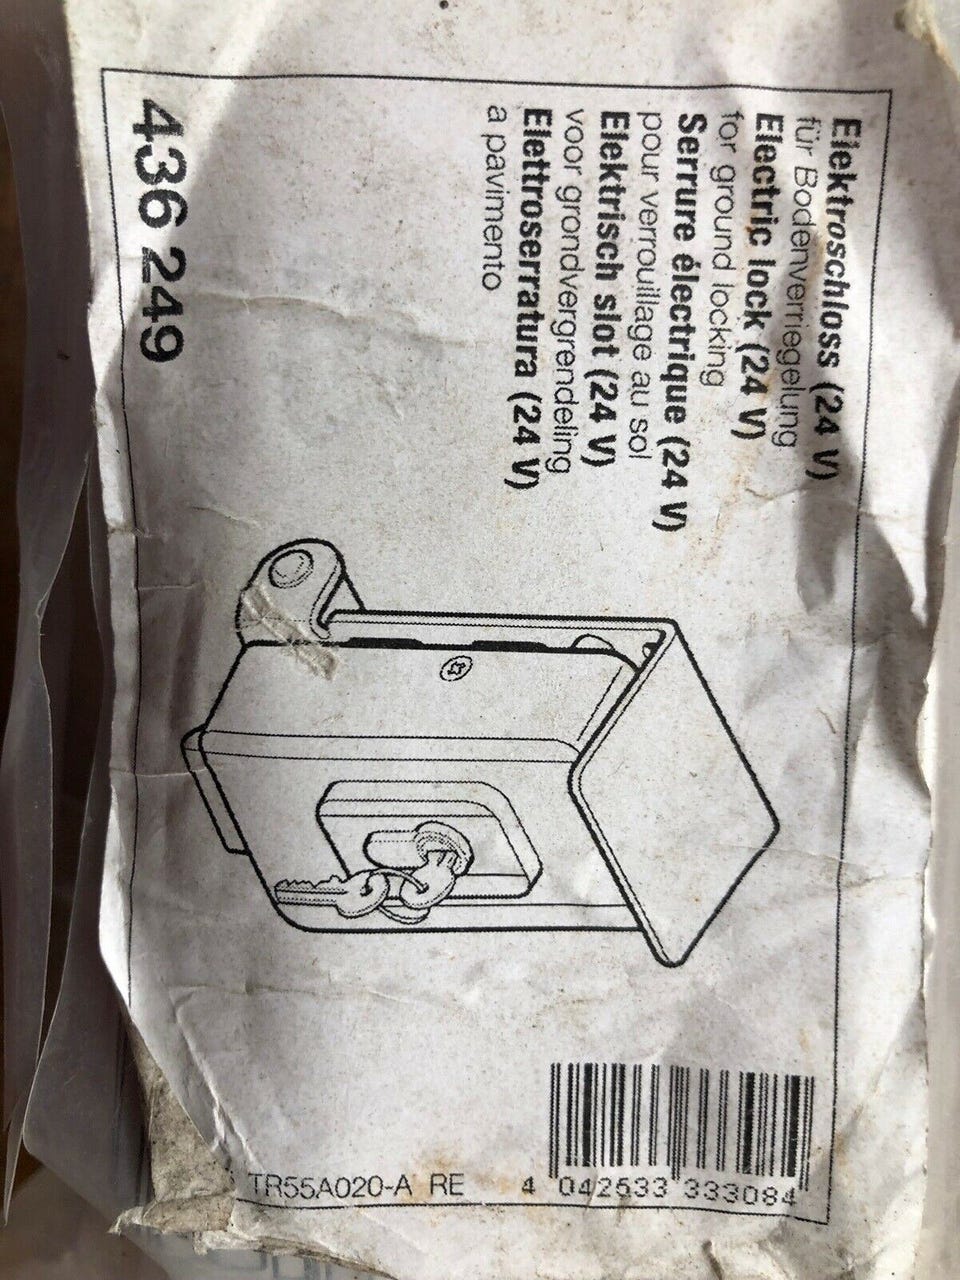 Elektroschloss (24 V)
für Bodenverriegelung
Electric lock (24 V)
for ground locking
Serrure électrique (24 V)
pour verrouillage au sol
Elektrisch slot (24 V)
voor grondvergrendeling
Elettroserratura (24 V)
a pavimento
436 249
4 042533 333084
TR55A020-A RE